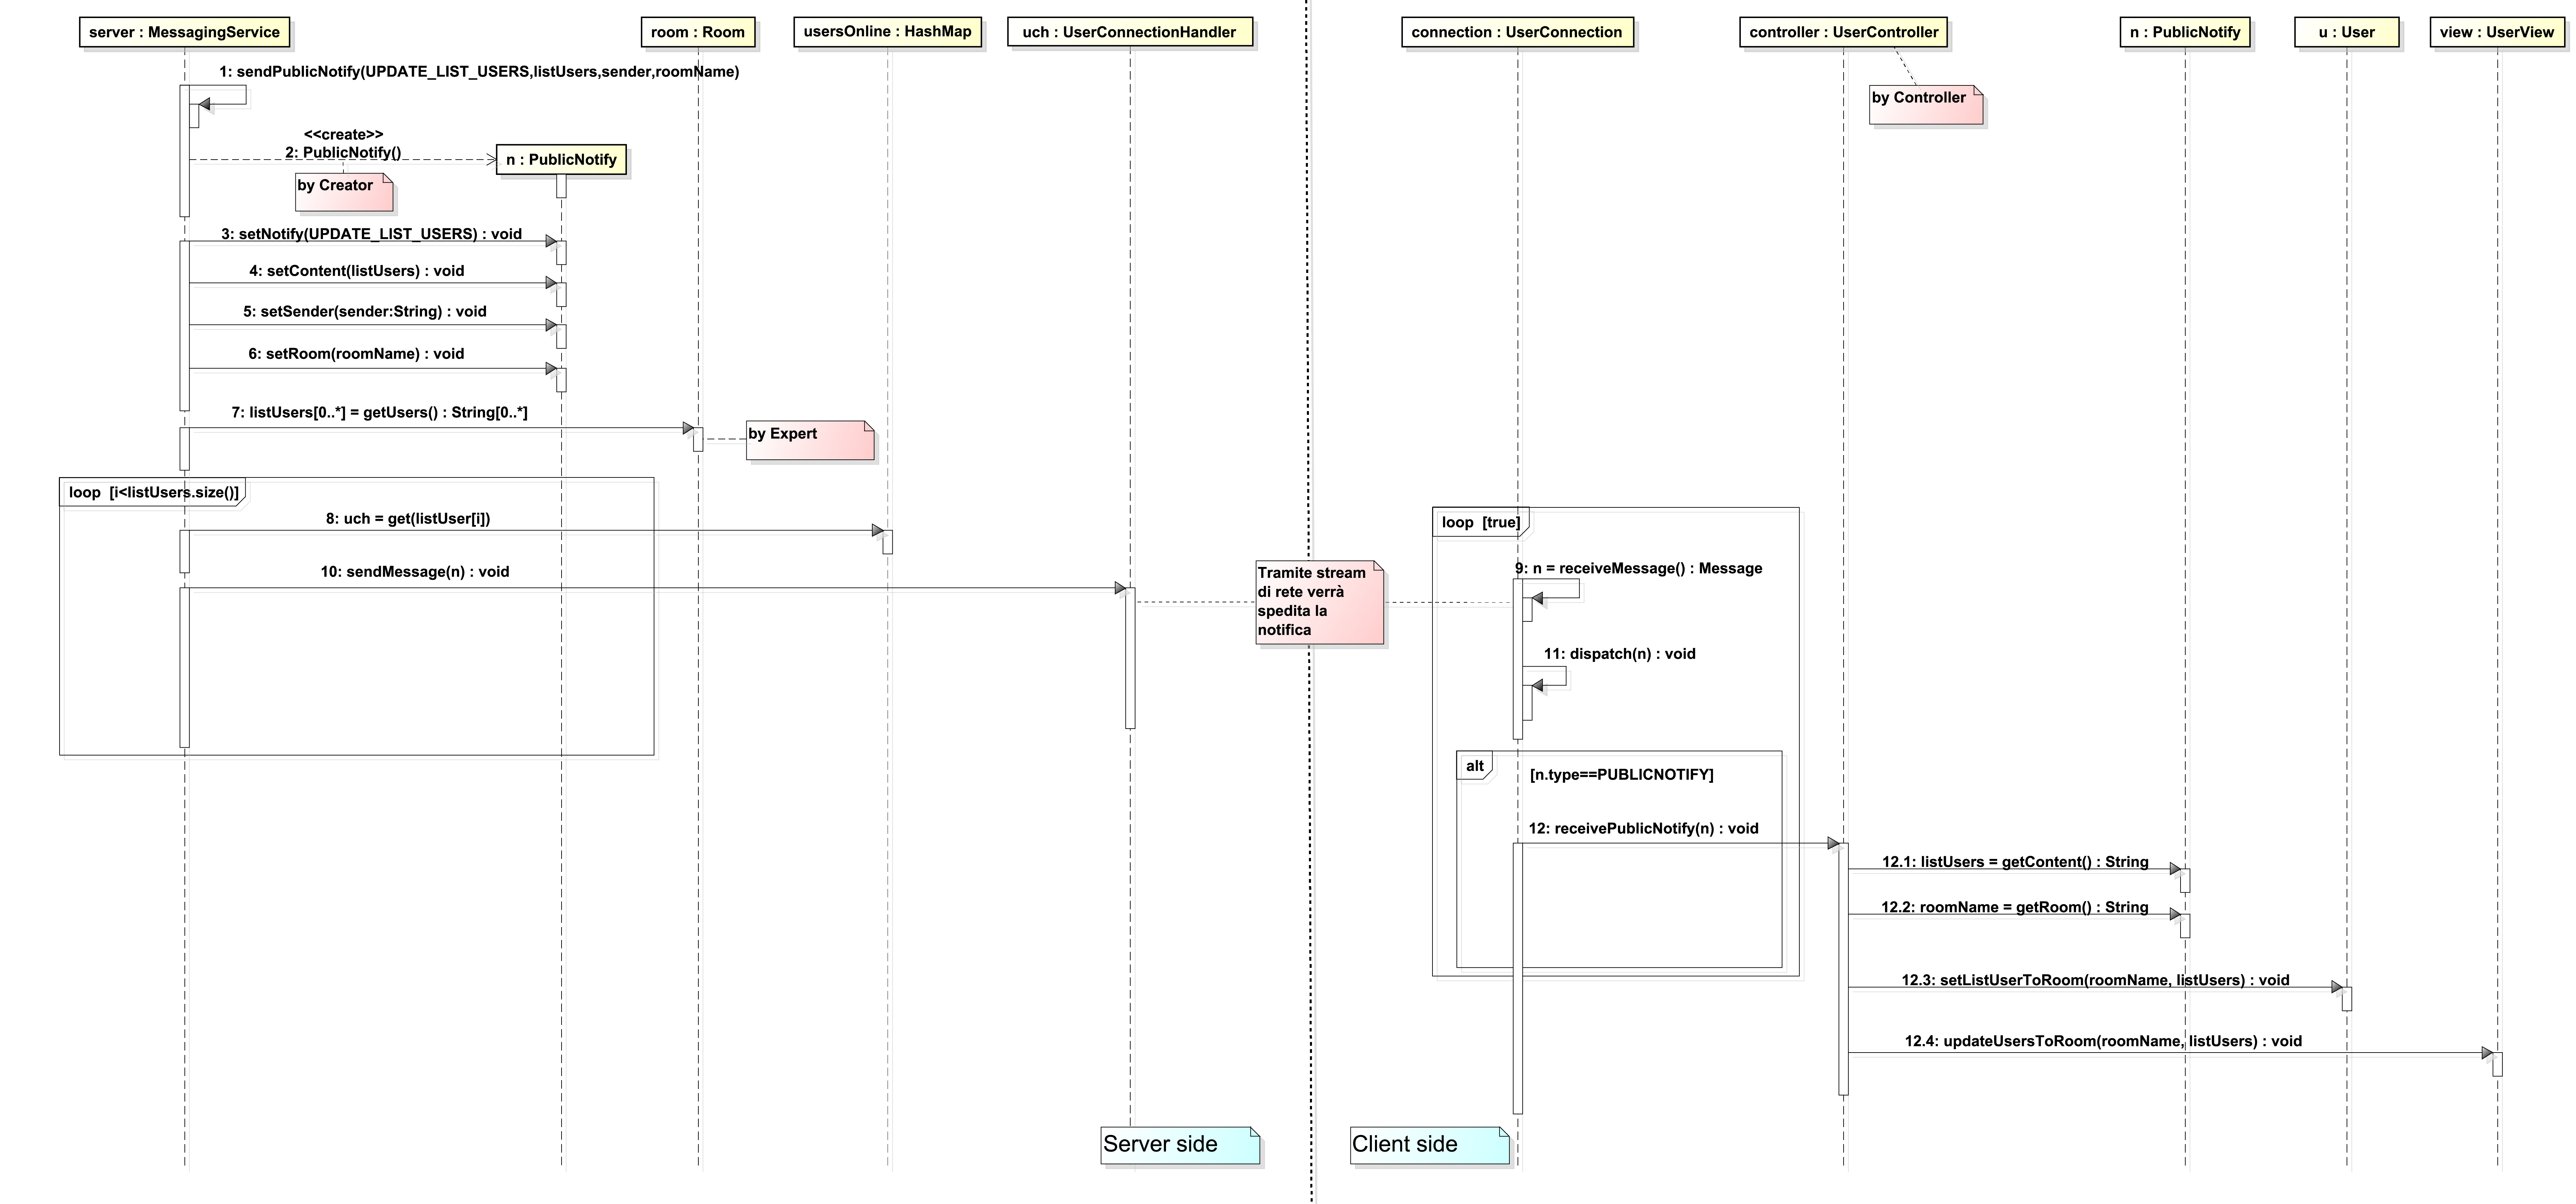 server : MessagingService
room : Room
usersOnline : HashMap
uch : UserConnectionHandler
connection : UserConnection
controller : UserController
n : PublicNotify
u : User
view : UserView
1: sendPublicNotify(UPDATE_LIST_USERS,listUsers,sender,roomName)
by Controller
<<create>>
2: PublicNotify()
n : PublicNotify
by Creator
3: setNotify(UPDATE_LIST_USERS) : void
4: setContent(listUsers) : void
5: setSender(sender:String) : void
6: setRoom(roomName) : void
7: listUsers[0..*] = getUsers() : String[0..*]
by Expert
loop [i<listUsers.size()]
8: uch = get(listUser[i])
10: sendMessage(n) : void
Tramite stream
di rete verrà
spedita la
notifica
loop [true]
9: n = receiveMessage() : Message
11: dispatch(n) : void
alt
[n.type==PUBLICNOTIFY]
12: receivePublicNotify(n) : void
12.1: listUsers = getContent() : String
12.2: roomName = getRoom() : String
12.3: setListUserToRoom(roomName, listUsers) : void
12.4: updateUsersToRoom(roomName, listUsers) : void
Server side
Client side